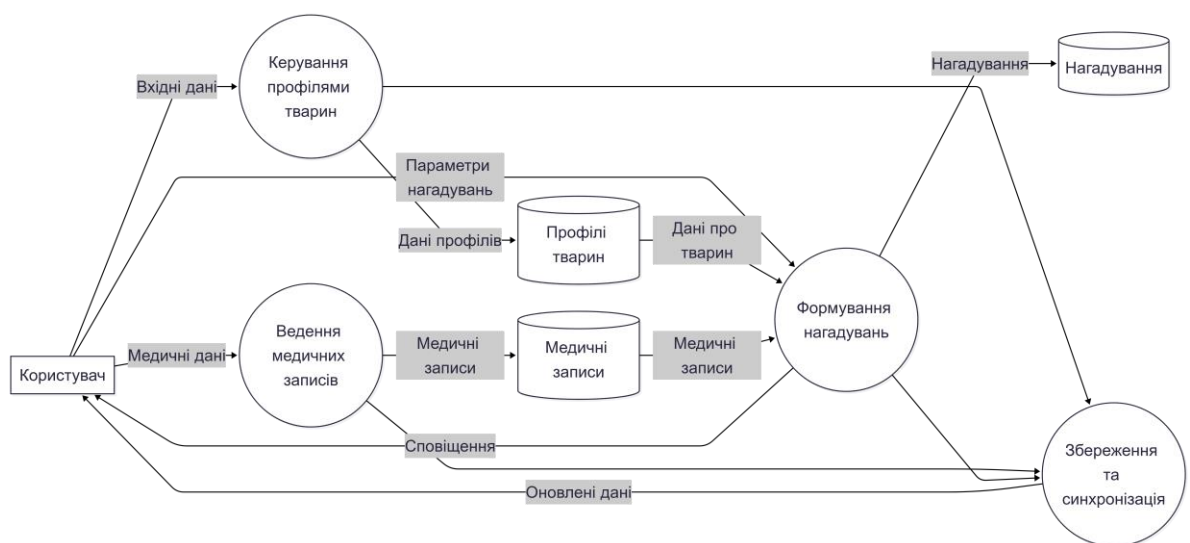 Керування
профілями
тварин
Вхідні дані
Нагадування
Нагадування
Параметри
нагадувань
Дані профілів
Профілі
тварин
Дані про
тварин
Формування
нагадувань
Користувач
Медичні дані
Ведення
медичних
записів
Медичні
записи
Медичні
записи
Медичні
записи
Сповіщення
Оновлені дані
Збереження
та
синхронізація